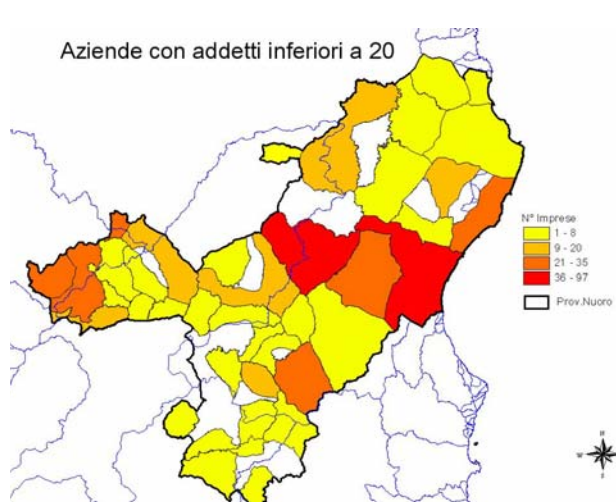 Aziende con addetti inferiori a 20
N° Imprese
1 - 8
9 - 20
21 - 35
36 - 97
Prov.Nuoro
N
W
E
S